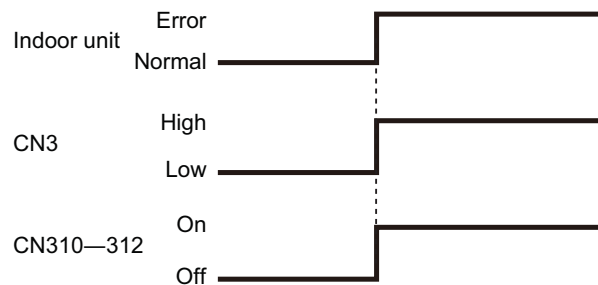 Error
Indoor unit
Normal
High
CN3
Low
On
CN310—312
Off